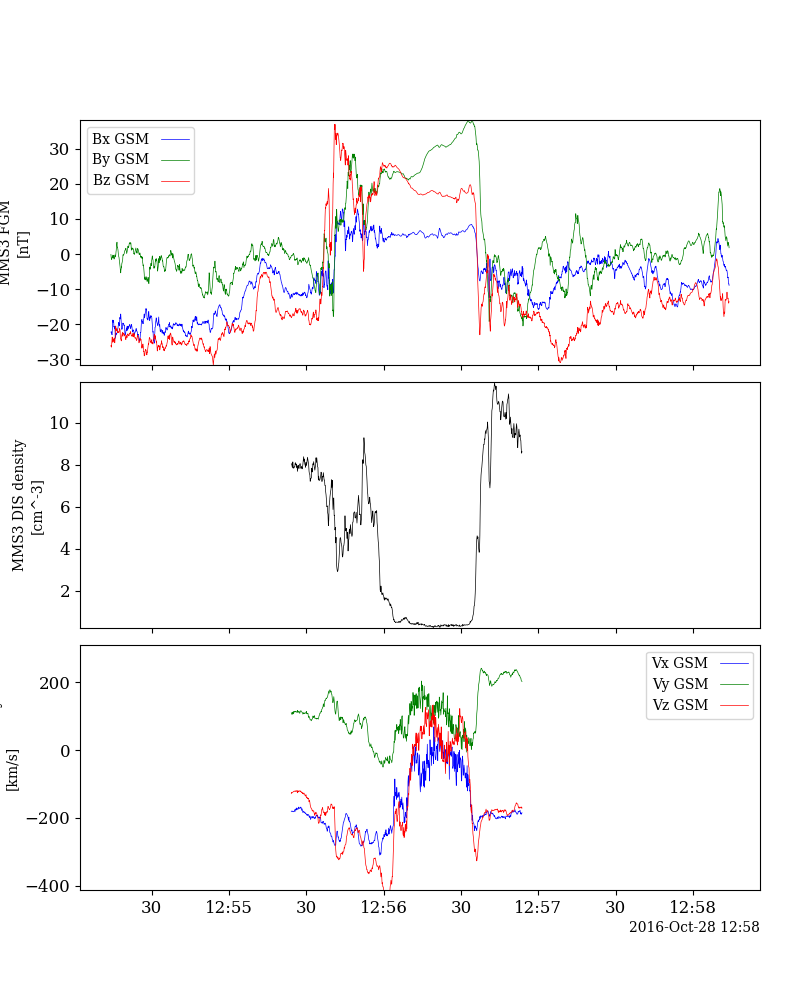 MMS3 FGM
[nT]
30
20
10
0
−10
−20
−30
Bx GSM
By GSM
Bz GSM
MMS3 DIS density
[cm^-3]
10
8
6
4
2
[km/s]
200
0
−200
−400
Vx GSM
Vy GSM
Vz GSM
30 12:55 30 12:56 30 12:57 30 12:58
2016-Oct-28 12:58